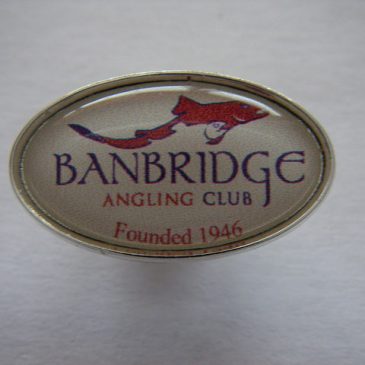 BANBRIDGE
ANGLING CLUB
Founded 1946